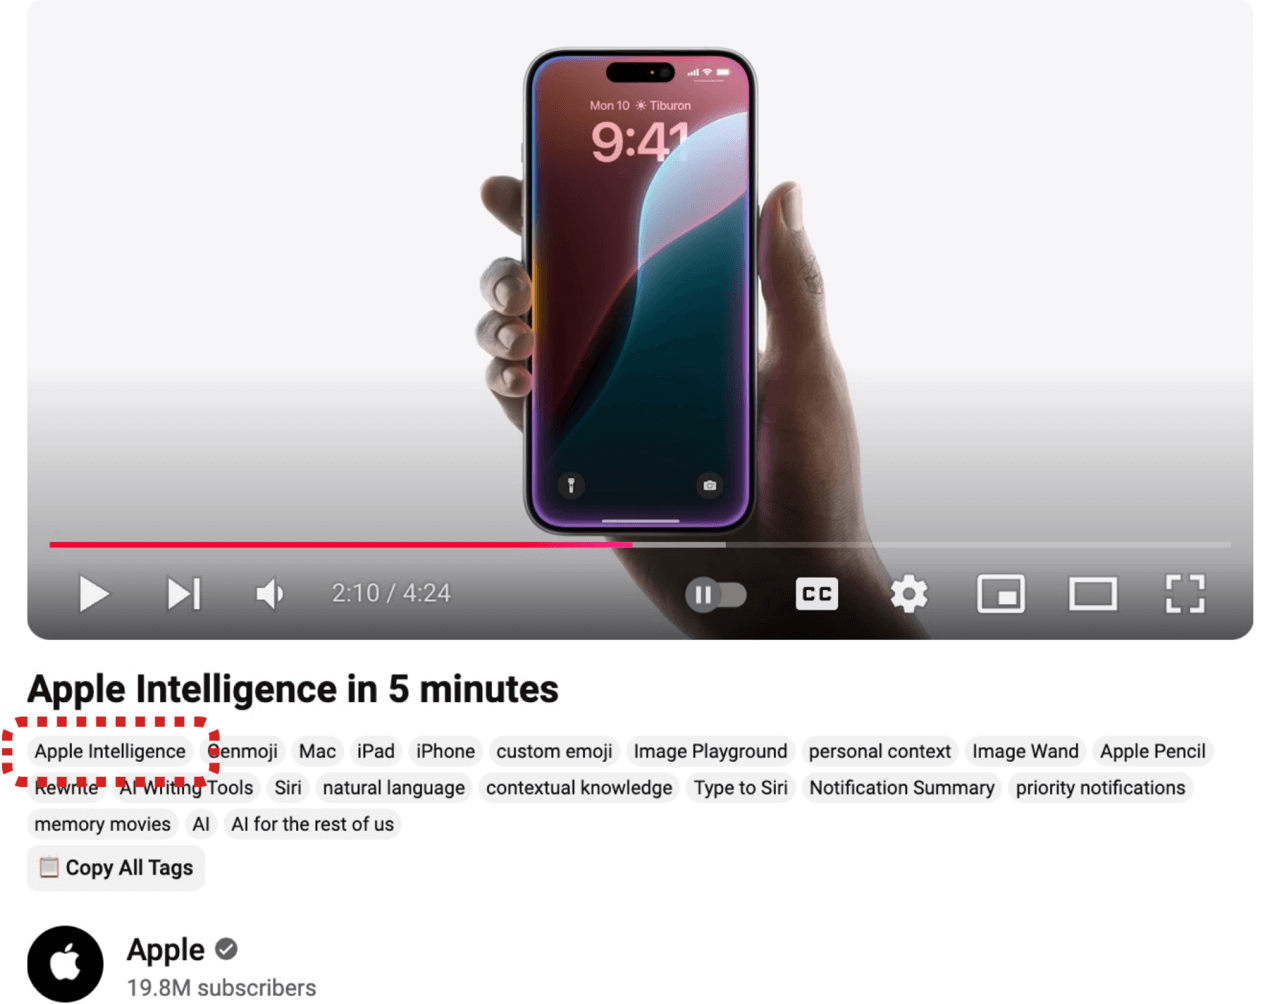 Mon 10 Tiburon
9:41
2:10 / 4:24
CC
Apple Intelligence in 5 minutes
Apple Intelligence Genmoji Mac iPad iPhone custom emoji Image Playground personal context Image Wand Apple Pencil
Rewrite AI Writing Tools Siri natural language contextual knowledge Type to Siri Notification Summary priority notifications
memory movies AI AI for the rest of us
Copy All Tags
Apple
19.8M subscribers